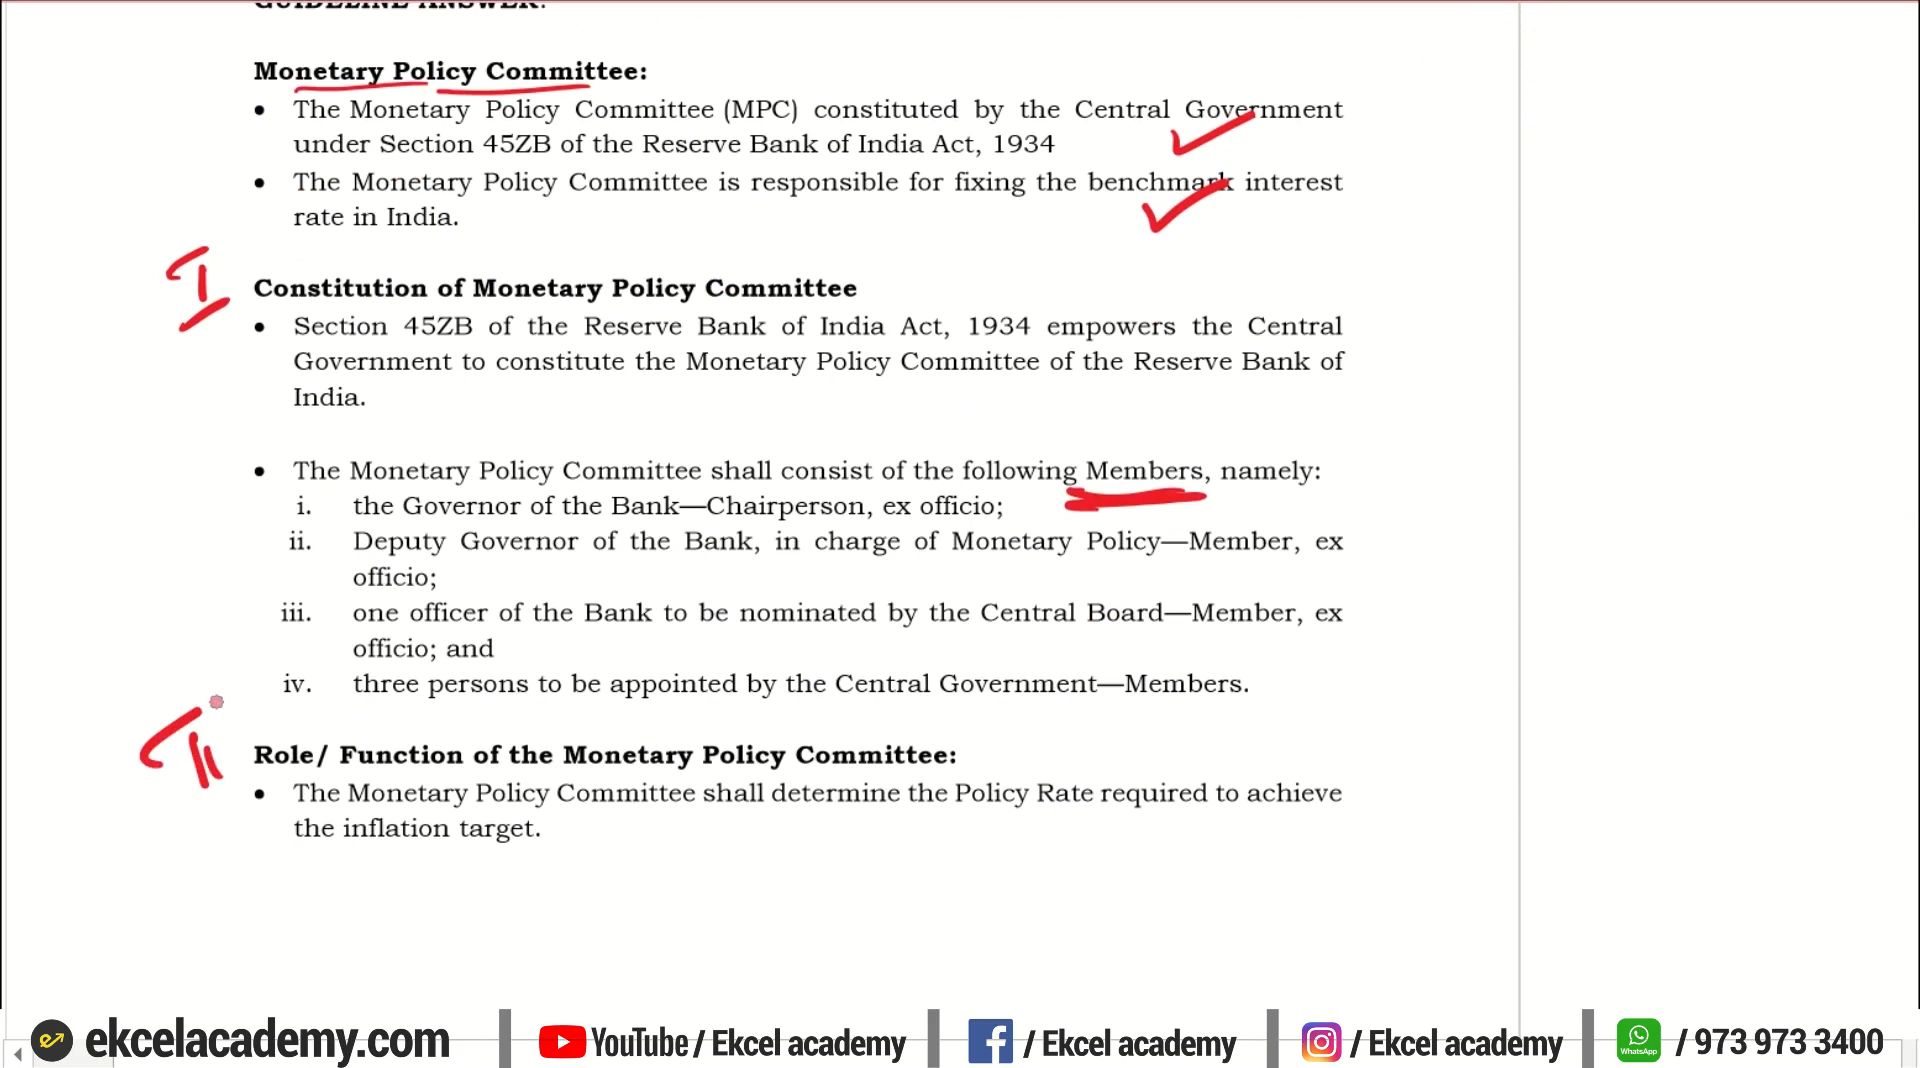 GUIDELINE ANSWER:
Monetary Policy Committee:
• The Monetary Policy Committee (MPC) constituted by the Central Government
under Section 45ZB of the Reserve Bank of India Act, 1934
• The Monetary Policy Committee is responsible for fixing the benchmark interest
rate in India.
I
Constitution of Monetary Policy Committee
• Section 45ZB of the Reserve Bank of India Act, 1934 empowers the Central
Government to constitute the Monetary Policy Committee of the Reserve Bank of
India.
• The Monetary Policy Committee shall consist of the following Members, namely:
i. the Governor of the Bank—Chairperson, ex officio;
ii. Deputy Governor of the Bank, in charge of Monetary Policy—Member, ex
officio;
iii. one officer of the Bank to be nominated by the Central Board—Member, ex
officio; and
iv. three persons to be appointed by the Central Government—Members.
II
Role/ Function of the Monetary Policy Committee:
• The Monetary Policy Committee shall determine the Policy Rate required to achieve
the inflation target.
ekcelacademy.com YouTube / Ekcel academy / Ekcel academy / Ekcel academy WhatsApp / 973 973 3400